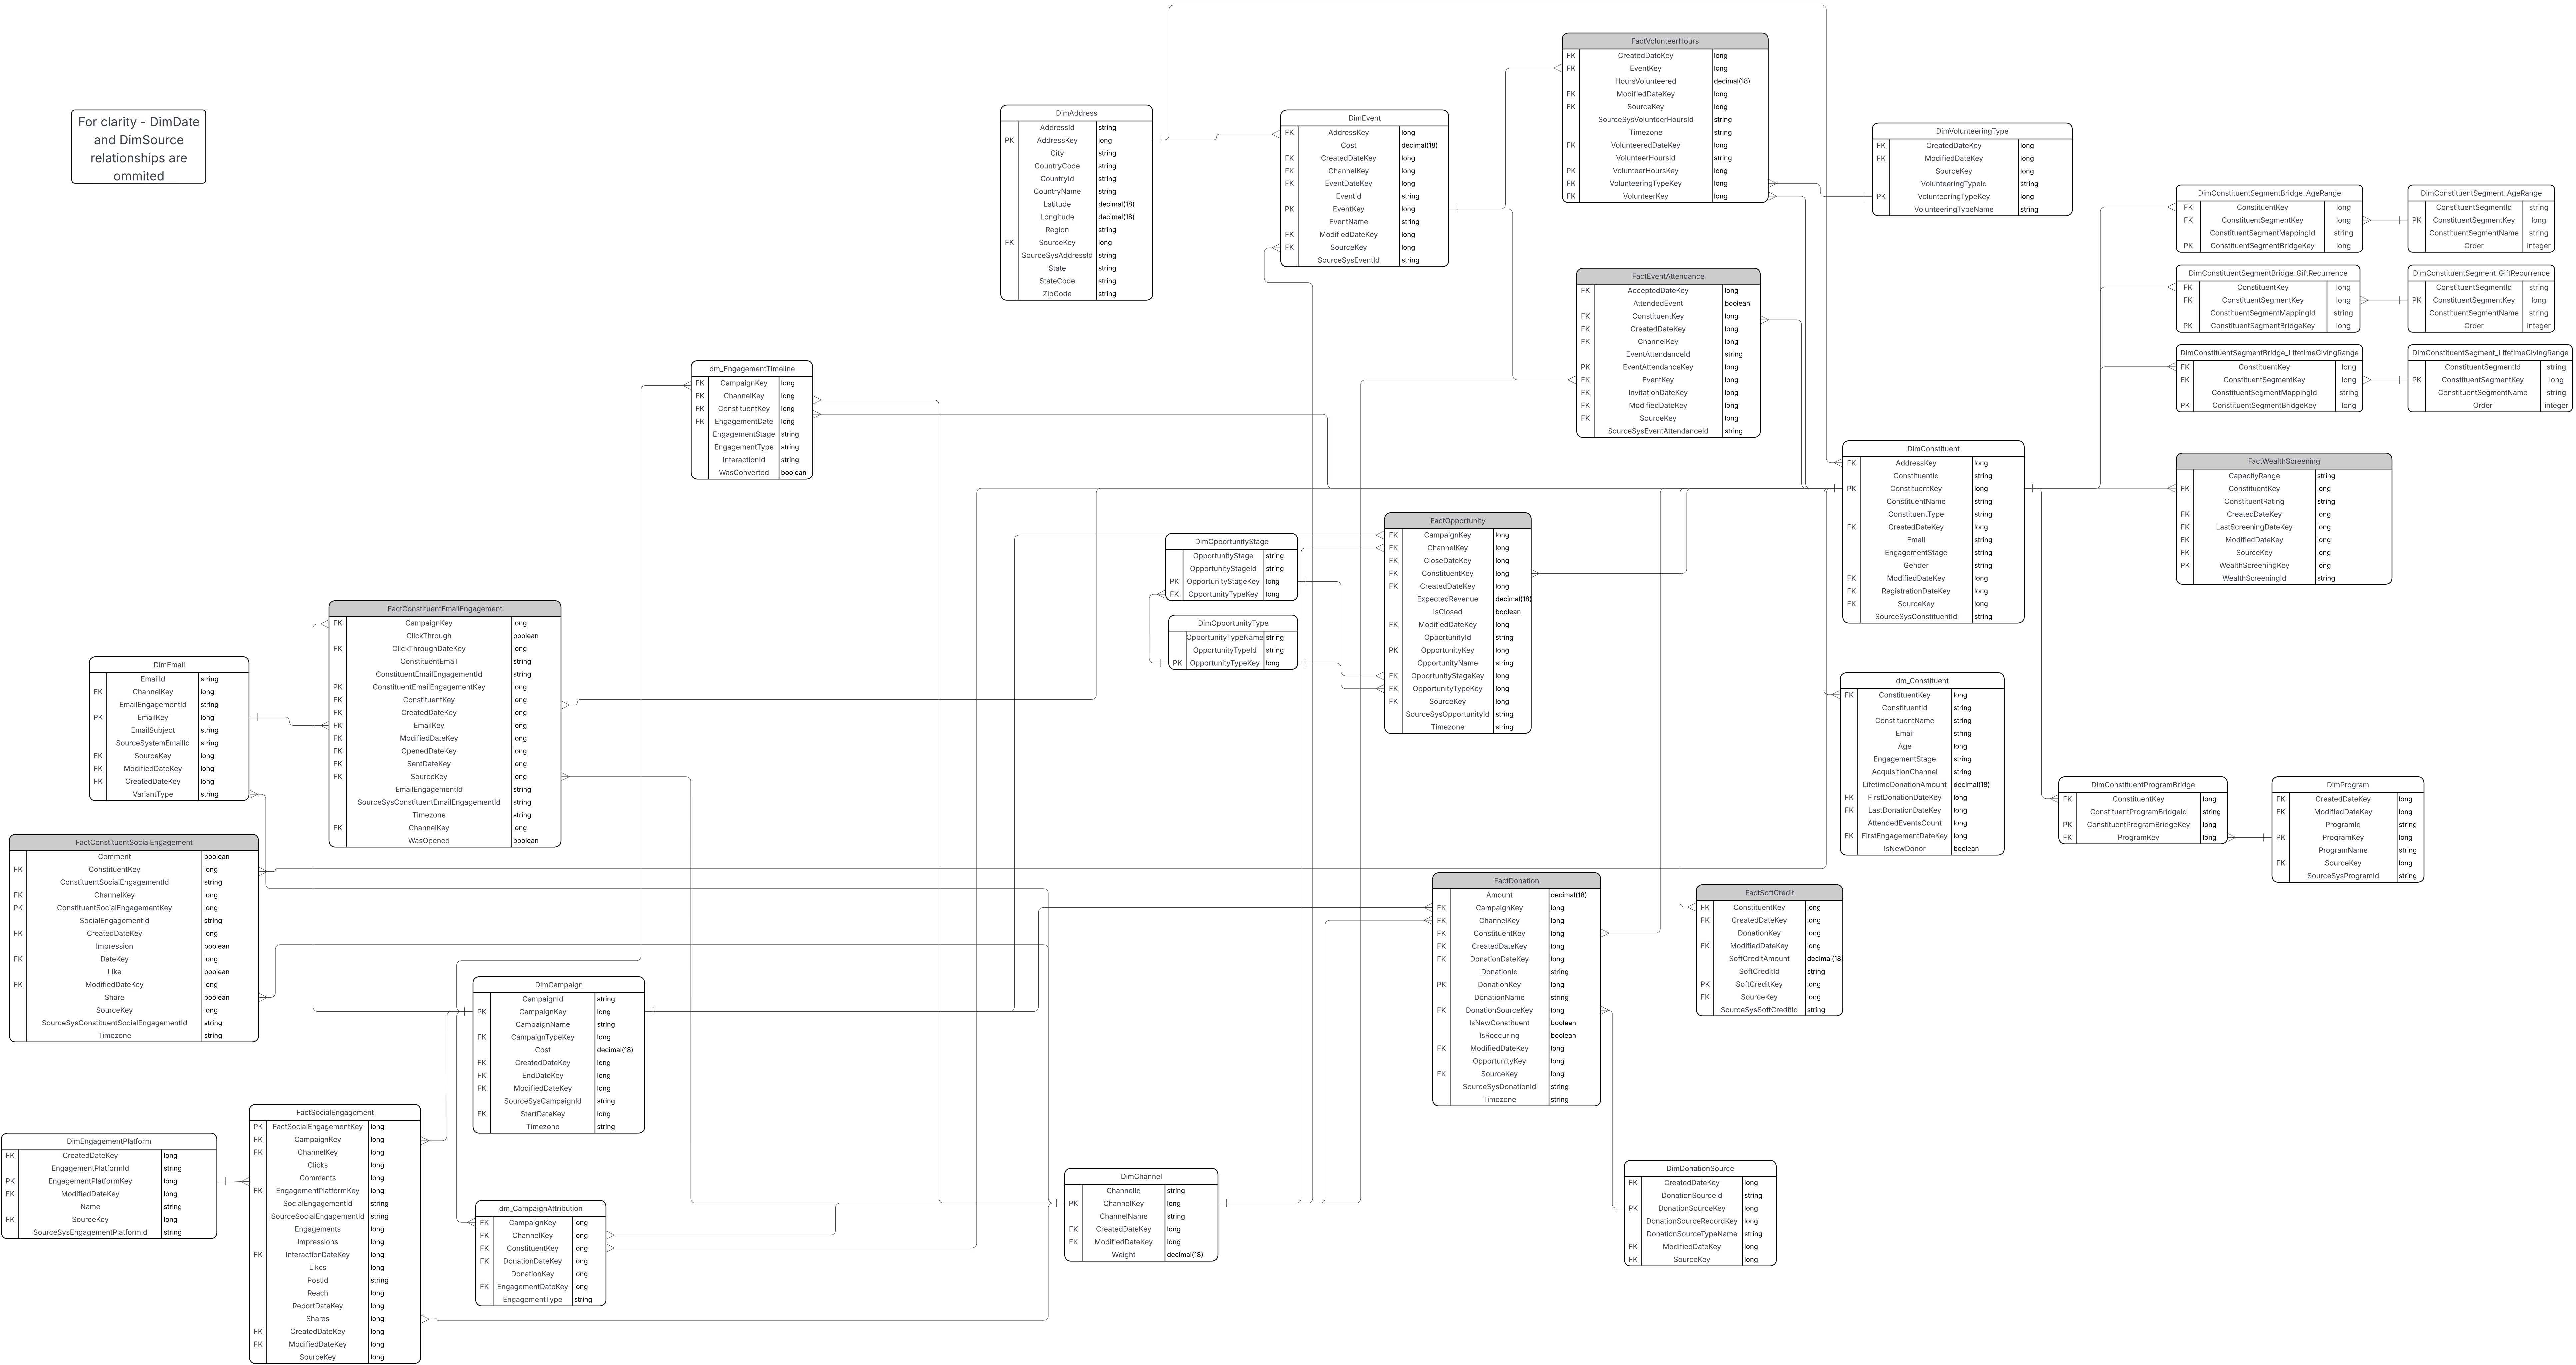 For clarity - DimDate
and DimSource
relationships are
ommited
DimAddress
AddressId string
PK AddressKey long
City string
CountryCode string
CountryId string
CountryName string
Latitude decimal(18)
Longitude decimal(18)
Region string
FK SourceKey long
SourceSysAddressId string
State string
StateCode string
ZipCode string
DimEvent
FK AddressKey long
Cost decimal(18)
FK CreatedDateKey long
FK ChannelKey long
FK EventDateKey long
EventId string
PK EventKey long
EventName string
FK ModifiedDateKey long
FK SourceKey long
SourceSysEventId string
FactVolunteerHours
FK CreatedDateKey long
FK EventKey long
HoursVolunteered decimal(18)
FK ModifiedDateKey long
FK SourceKey long
SourceSysVolunteerHoursId string
Timezone string
FK VolunteeredDateKey long
VolunteerHoursId string
PK VolunteerHoursKey long
FK VolunteeringTypeKey long
FK VolunteerKey long
DimVolunteeringType
FK CreatedDateKey long
FK ModifiedDateKey long
SourceKey long
VolunteeringTypeId string
PK VolunteeringTypeKey long
VolunteeringTypeName string
DimConstituentSegmentBridge_AgeRange
FK ConstituentKey long
FK ConstituentSegmentKey long
ConstituentSegmentMappingId string
PK ConstituentSegmentBridgeKey long
DimConstituentSegment_AgeRange
ConstituentSegmentId string
PK ConstituentSegmentKey long
ConstituentSegmentName string
Order integer
DimConstituentSegmentBridge_GiftRecurrence
FK ConstituentKey long
FK ConstituentSegmentKey long
ConstituentSegmentMappingId string
PK ConstituentSegmentBridgeKey long
DimConstituentSegment_GiftRecurrence
ConstituentSegmentId string
PK ConstituentSegmentKey long
ConstituentSegmentName string
Order integer
DimConstituentSegmentBridge_LifetimeGivingRange
FK ConstituentKey long
FK ConstituentSegmentKey long
ConstituentSegmentMappingId string
PK ConstituentSegmentBridgeKey long
DimConstituentSegment_LifetimeGivingRange
ConstituentSegmentId string
PK ConstituentSegmentKey long
ConstituentSegmentName string
Order integer
FactEventAttendance
FK AcceptedDateKey long
AttendedEvent boolean
FK ConstituentKey long
FK CreatedDateKey long
FK ChannelKey long
EventAttendanceId string
PK EventAttendanceKey long
FK EventKey long
FK InvitationDateKey long
FK ModifiedDateKey long
FK SourceKey long
SourceSysEventAttendanceId string
dm_EngagementTimeline
FK CampaignKey long
FK ChannelKey long
FK ConstituentKey long
FK EngagementDate long
EngagementStage string
EngagementType string
InteractionId string
WasConverted boolean
DimConstituent
FK AddressKey long
ConstituentId string
PK ConstituentKey long
ConstituentName string
ConstituentType string
FK CreatedDateKey long
Email string
EngagementStage string
Gender string
FK ModifiedDateKey long
FK RegistrationDateKey long
FK SourceKey long
SourceSysConstituentId string
FactWealthScreening
CapacityRange string
FK ConstituentKey long
ConstituentRating string
FK CreatedDateKey long
FK LastScreeningDateKey long
FK ModifiedDateKey long
FK SourceKey long
PK WealthScreeningKey long
WealthScreeningId string
DimOpportunityStage
OpportunityStage string
OpportunityStageId string
PK OpportunityStageKey long
FK OpportunityTypeKey long
DimOpportunityType
OpportunityTypeName string
OpportunityTypeId string
PK OpportunityTypeKey long
FactOpportunity
FK CampaignKey long
FK ChannelKey long
FK CloseDateKey long
FK ConstituentKey long
FK CreatedDateKey long
ExpectedRevenue decimal(18)
IsClosed boolean
FK ModifiedDateKey long
OpportunityId string
PK OpportunityKey long
OpportunityName string
FK OpportunityStageKey long
FK OpportunityTypeKey long
FK SourceKey long
SourceSysOpportunityId string
Timezone string
FactConstituentEmailEngagement
FK CampaignKey long
ClickThrough boolean
FK ClickThroughDateKey long
ConstituentEmail string
ConstituentEmailEngagementId string
PK ConstituentEmailEngagementKey long
FK ConstituentKey long
FK CreatedDateKey long
FK EmailKey long
FK ModifiedDateKey long
FK OpenedDateKey long
FK SentDateKey long
FK SourceKey long
EmailEngagementId string
SourceSysConstituentEmailEngagementId string
Timezone string
FK ChannelKey long
WasOpened boolean
DimEmail
EmailId string
FK ChannelKey long
EmailEngagementId string
PK EmailKey long
EmailSubject string
SourceSystemEmailId string
FK SourceKey long
FK ModifiedDateKey long
FK CreatedDateKey long
VariantType string
dm_Constituent
FK ConstituentKey long
ConstituentId string
ConstituentName string
Email string
Age long
EngagementStage string
AcquisitionChannel string
LifetimeDonationAmount decimal(18)
FK FirstDonationDateKey long
FK LastDonationDateKey long
AttendedEventsCount long
FK FirstEngagementDateKey long
IsNewDonor boolean
DimConstituentProgramBridge
FK ConstituentKey long
ConstituentProgramBridgeId string
PK ConstituentProgramBridgeKey long
FK ProgramKey long
DimProgram
FK CreatedDateKey long
FK ModifiedDateKey long
ProgramId string
PK ProgramKey long
ProgramName string
FK SourceKey long
SourceSysProgramId string
FactConstituentSocialEngagement
Comment boolean
FK ConstituentKey long
ConstituentSocialEngagementId string
FK ChannelKey long
PK ConstituentSocialEngagementKey long
SocialEngagementId string
FK CreatedDateKey long
Impression boolean
FK DateKey long
Like boolean
FK ModifiedDateKey long
Share boolean
SourceKey long
SourceSysConstituentSocialEngagementId string
Timezone string
FactDonation
Amount decimal(18)
FK CampaignKey long
FK ChannelKey long
FK ConstituentKey long
FK CreatedDateKey long
FK DonationDateKey long
DonationId string
PK DonationKey long
DonationName string
FK DonationSourceKey long
IsNewConstituent boolean
IsReccuring boolean
FK ModifiedDateKey long
OpportunityKey long
FK SourceKey long
SourceSysDonationId string
Timezone string
FactSoftCredit
FK ConstituentKey long
FK CreatedDateKey long
DonationKey long
FK ModifiedDateKey long
SoftCreditAmount decimal(18)
SoftCreditId string
PK SoftCreditKey long
FK SourceKey long
SourceSysSoftCreditId string
DimCampaign
CampaignId string
PK CampaignKey long
CampaignName string
FK CampaignTypeKey long
Cost decimal(18)
FK CreatedDateKey long
FK EndDateKey long
FK ModifiedDateKey long
SourceSysCampaignId string
FK StartDateKey long
Timezone string
FactSocialEngagement
PK FactSocialEngagementKey long
FK CampaignKey long
FK ChannelKey long
Clicks long
Comments long
FK EngagementPlatformKey long
SocialEngagementId string
SourceSocialEngagementId string
Engagements long
Impressions long
FK InteractionDateKey long
Likes long
PostId string
Reach long
ReportDateKey long
Shares long
FK CreatedDateKey long
FK ModifiedDateKey long
SourceKey long
DimEngagementPlatform
FK CreatedDateKey long
EngagementPlatformId string
PK EngagementPlatformKey long
FK ModifiedDateKey long
Name string
FK SourceKey long
SourceSysEngagementPlatformId string
dm_CampaignAttribution
FK CampaignKey long
FK ChannelKey long
FK ConstituentKey long
FK DonationDateKey long
DonationKey long
FK EngagementDateKey long
EngagementType string
DimChannel
ChannelId string
PK ChannelKey long
ChannelName string
FK CreatedDateKey long
FK ModifiedDateKey long
Weight decimal(18)
DimDonationSource
FK CreatedDateKey long
DonationSourceId string
PK DonationSourceKey long
DonationSourceRecordKey long
DonationSourceTypeName string
FK ModifiedDateKey long
FK SourceKey long